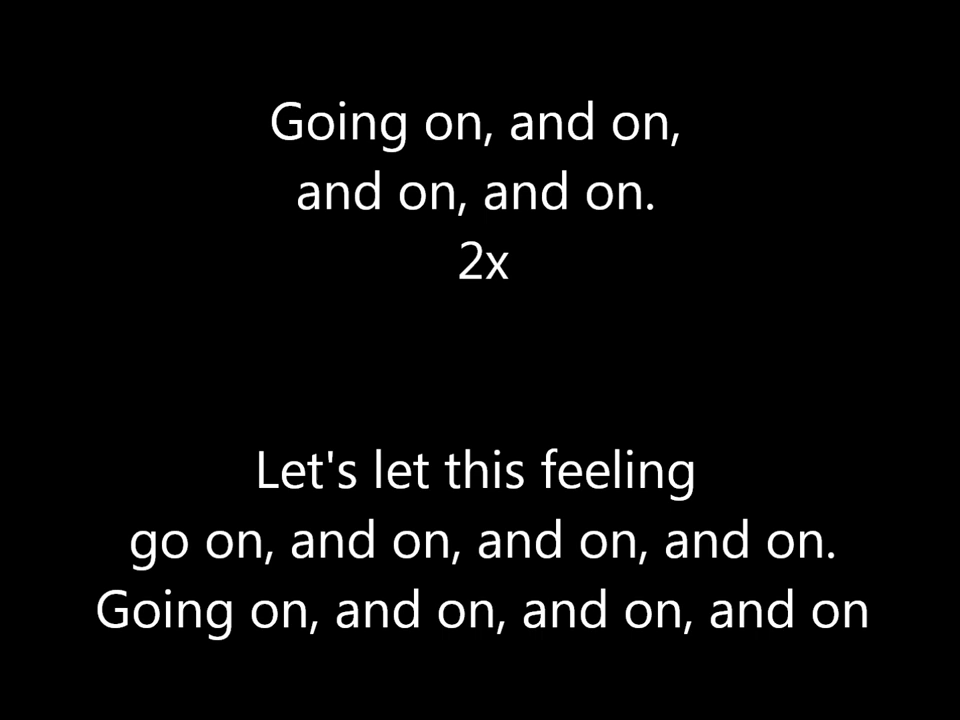 Going on, and on,
and on, and on.
2x
Let's let this feeling
go on, and on, and on, and on.
Going on, and on, and on, and on